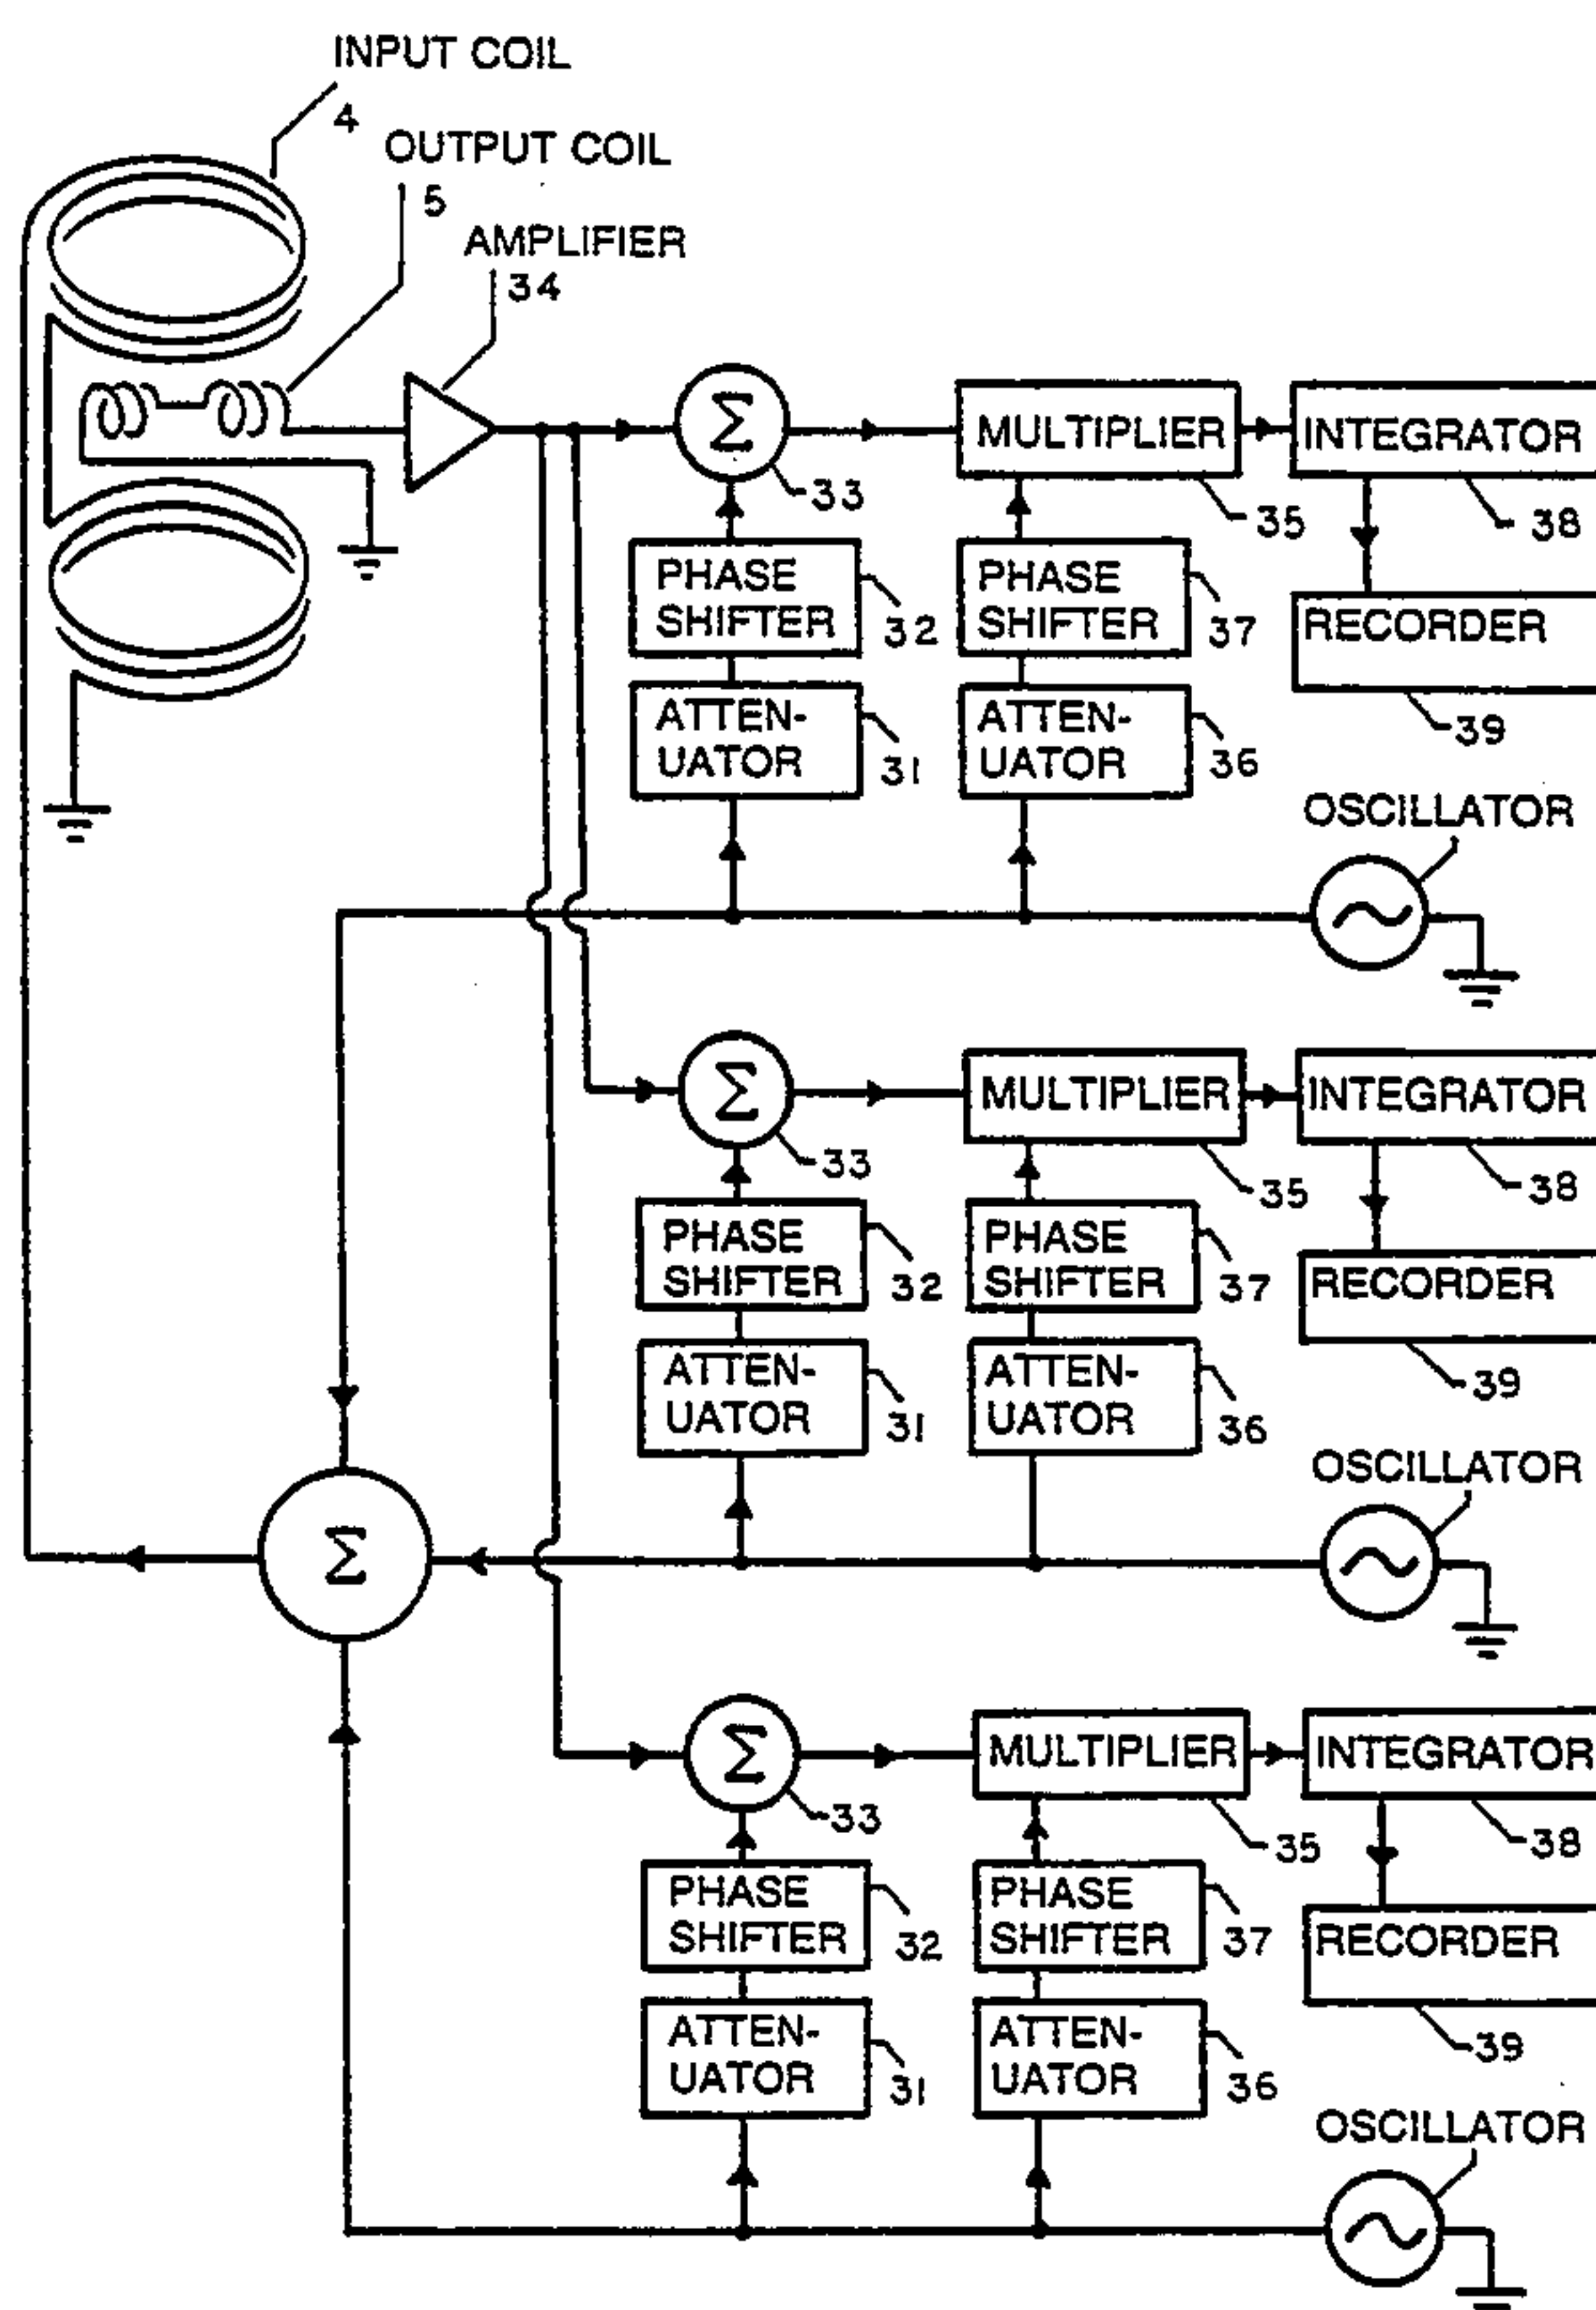 INPUT COIL
4
OUTPUT COIL
5
AMPLIFIER
34
Σ
33
MULTIPLIER
35
INTEGRATOR
38
PHASE
SHIFTER
32
PHASE
SHIFTER
37
RECORDER
39
ATTEN-
UATOR
31
ATTEN-
UATOR
36
OSCILLATOR
Σ
33
MULTIPLIER
35
INTEGRATOR
38
PHASE
SHIFTER
32
PHASE
SHIFTER
37
RECORDER
39
ATTEN-
UATOR
31
ATTEN-
UATOR
36
OSCILLATOR
Σ
Σ
33
MULTIPLIER
35
INTEGRATOR
38
PHASE
SHIFTER
32
PHASE
SHIFTER
37
RECORDER
39
ATTEN-
UATOR
31
ATTEN-
UATOR
36
OSCILLATOR